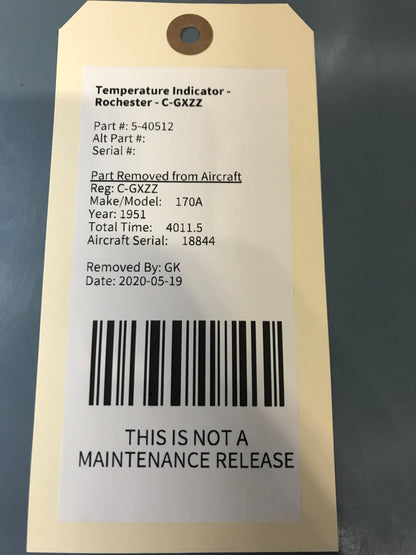 Temperature Indicator -
Rochester - C-GXZZ
Part #: 5-40512
Alt Part #:
Serial #:
Part Removed from Aircraft
Reg: C-GXZZ
Make/Model: 170A
Year: 1951
Total Time: 4011.5
Aircraft Serial: 18844
Removed By: GK
Date: 2020-05-19
THIS IS NOT A
MAINTENANCE RELEASE